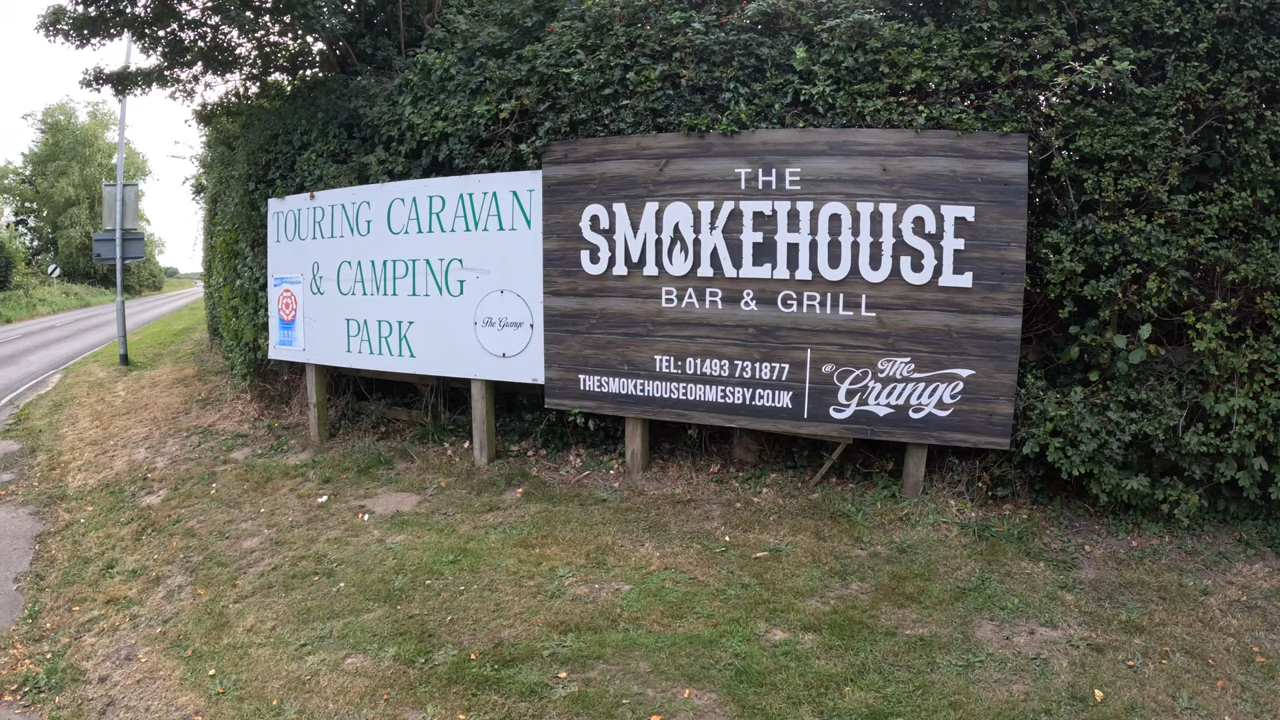 TOURING CARAVAN
& CAMPING
PARK
The Grange
THE
SMOKEHOUSE
BAR & GRILL
TEL: 01493 731877
THESMOKEHOUSEORMESBY.CO.UK
@ The
Grange